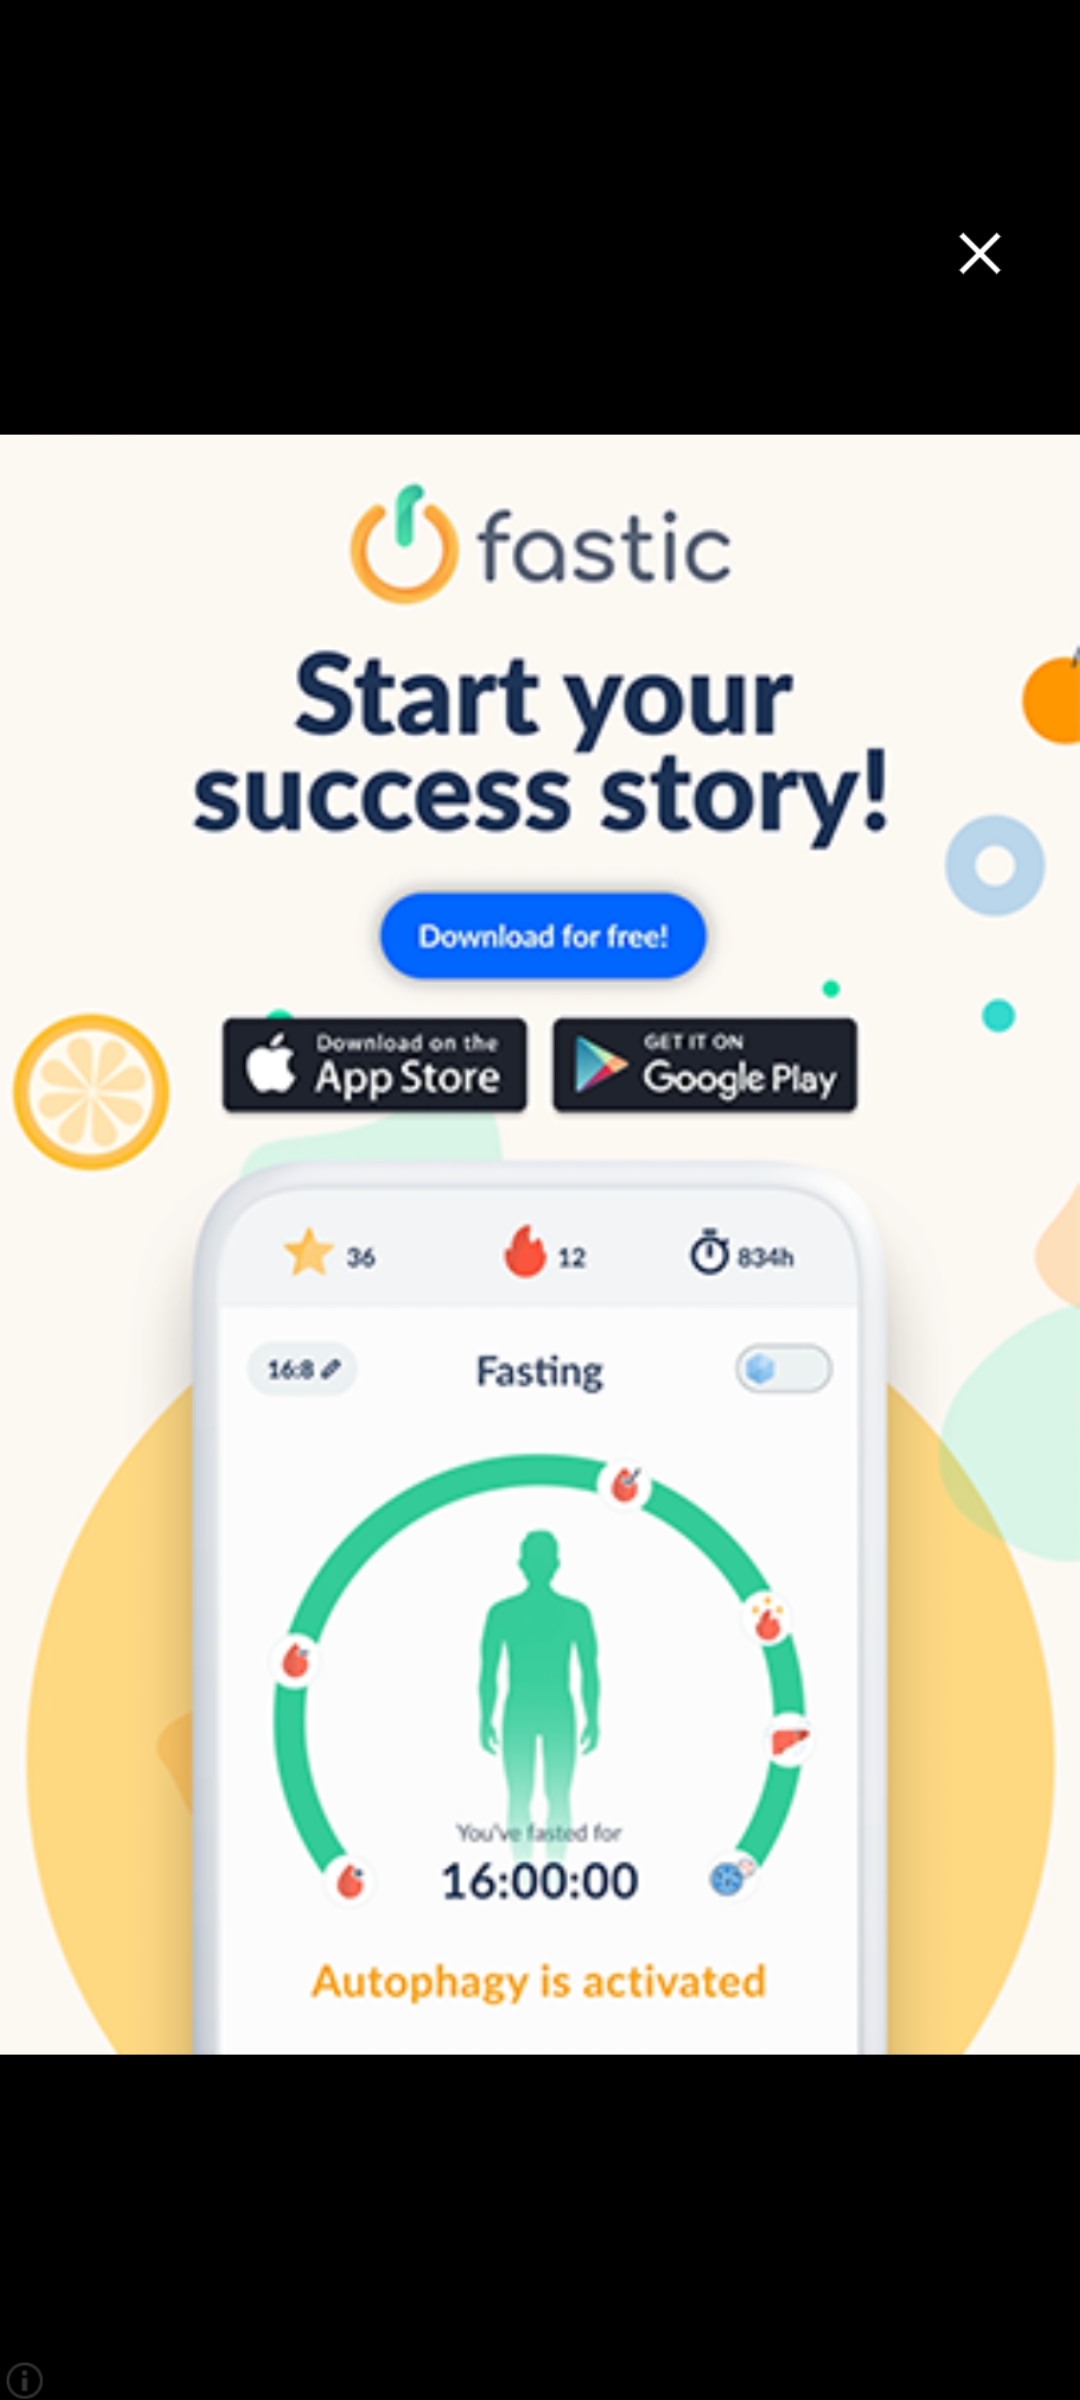 fastic
Start your
success story!
Download for free!
Download on the
App Store
GET IT ON
Google Play
36
12
834h
16:8
Fasting
You've fasted for
16:00:00
Autophagy is activated